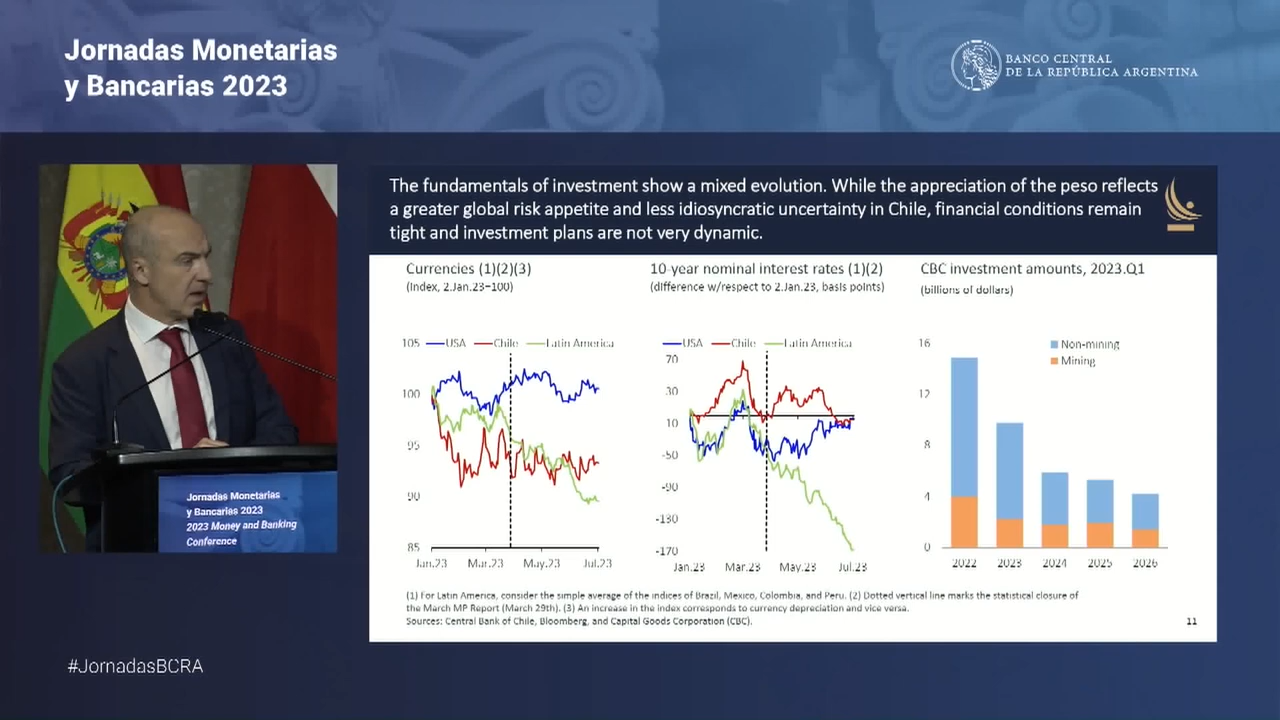 Jornadas Monetarias
y Bancarias 2023
BANCO CENTRAL
DE LA REPÚBLICA ARGENTINA
The fundamentals of investment show a mixed evolution. While the appreciation of the peso reflects
a greater global risk appetite and less idiosyncratic uncertainty in Chile, financial conditions remain
tight and investment plans are not very dynamic.
Currencies (1)(2)(3)
(index, 2.Jan.23=100)
105
USA Chile Latin America
100
95
90
85
Jan.23 Mar.23 May.23 Jul.23
10-year nominal interest rates (1)(2)
(difference w/respect to 2.Jan.23, basis points)
USA Chile Latin America
70
30
10
-50
-90
-130
-170
Jan.23 Mar.23 May.23 Jul.23
CBC investment amounts, 2023.Q1
(billions of dollars)
16
Non-mining
Mining
12
8
4
0
2022 2023 2024 2025 2026
(1) For Latin America, consider the simple average of the indices of Brazil, Mexico, Colombia, and Peru. (2) Dotted vertical line marks the statistical closure of
the March MP Report (March 29th). (3) An increase in the index corresponds to currency depreciation and vice versa.
Sources: Central Bank of Chile, Bloomberg, and Capital Goods Corporation (CBC).
11
Jornadas Monetarias
y Bancarias 2023
2023 Money and Banking
Conference
#JornadasBCRA